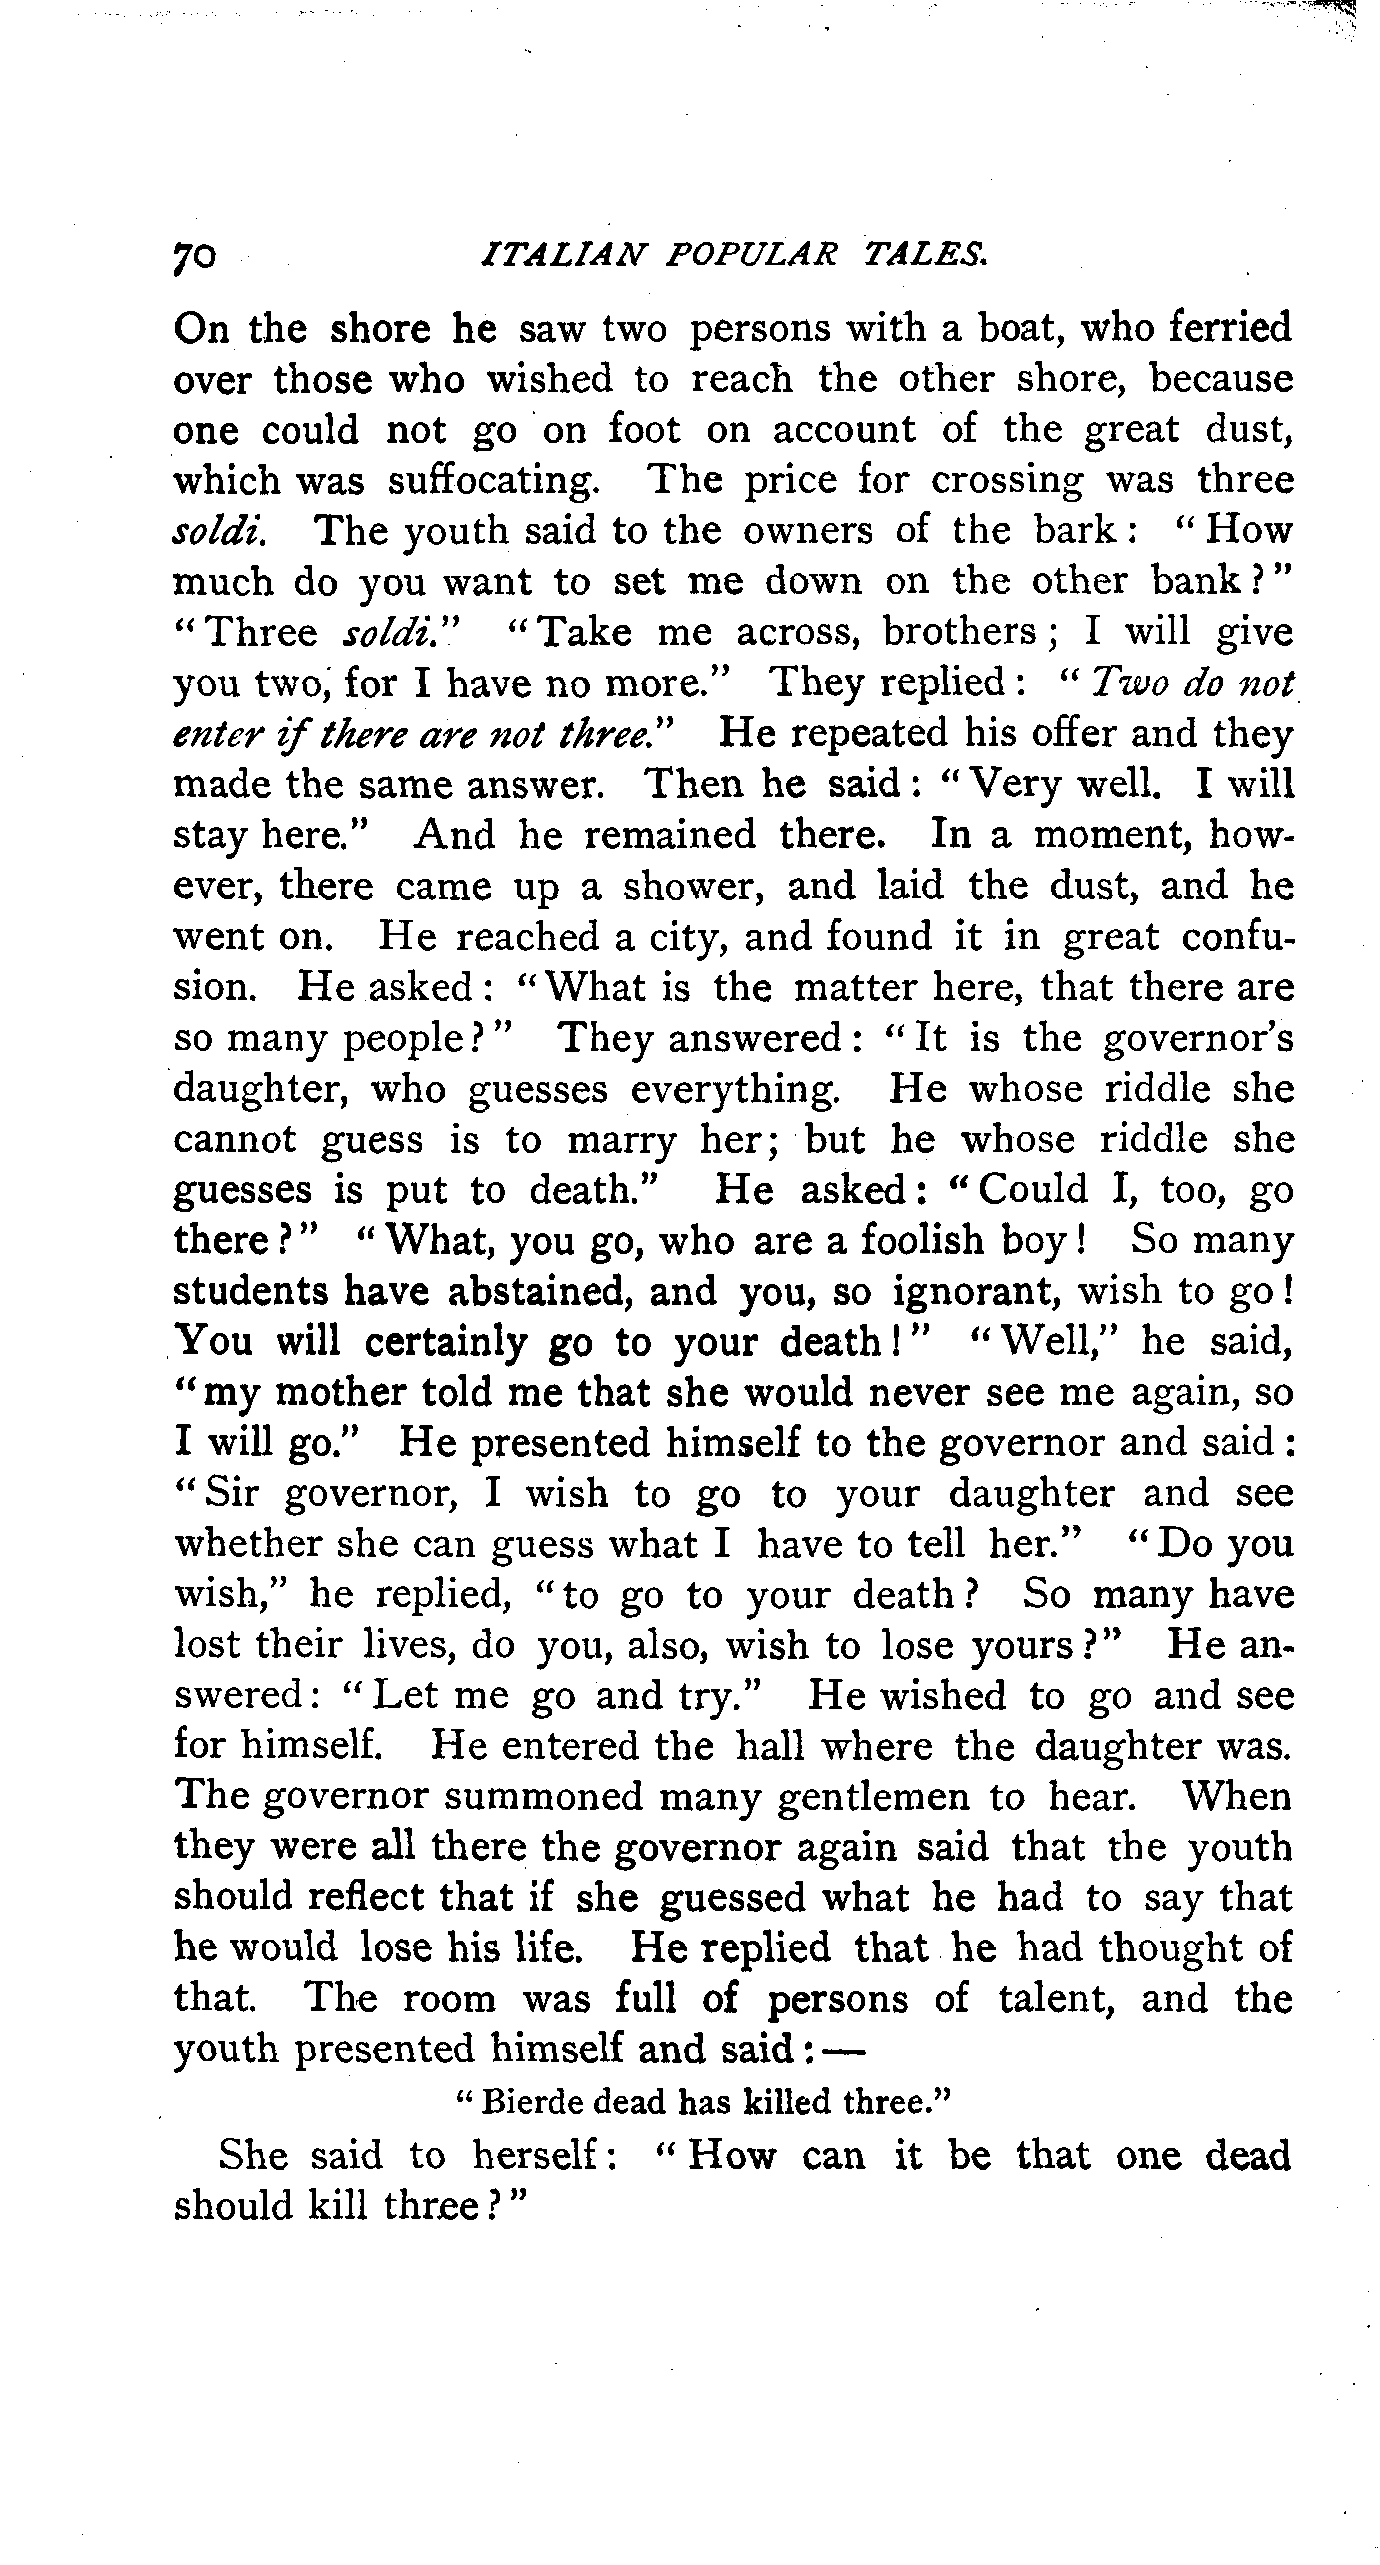 70 ITALIAN POPULAR TALES.
On the shore he saw two persons with a boat, who ferried
over those who wished to reach the other shore, because
one could not go on foot on account of the great dust,
which was suffocating. The price for crossing was three
soldi. The youth said to the owners of the bark : " How
much do you want to set me down on the other bank ? "
" Three soldi." " Take me across, brothers ; I will give
you two, for I have no more." They replied : " Two do not
enter if there are not three." He repeated his offer and they
made the same answer. Then he said : " Very well. I will
stay here." And he remained there. In a moment, how-
ever, there came up a shower, and laid the dust, and he
went on. He reached a city, and found it in great confu-
sion. He asked : " What is the matter here, that there are
so many people ? " They answered : " It is the governor's
daughter, who guesses everything. He whose riddle she
cannot guess is to marry her ; but he whose riddle she
guesses is put to death." He asked : " Could I, too, go
there ? " " What, you go, who are a foolish boy ! So many
students have abstained, and you, so ignorant, wish to go !
You will certainly go to your death ! " " Well," he said,
" my mother told me that she would never see me again, so
I will go." He presented himself to the governor and said :
" Sir governor, I wish to go to your daughter and see
whether she can guess what I have to tell her." " Do you
wish," he replied, " to go to your death ? So many have
lost their lives, do you, also, wish to lose yours ? " He an-
swered : " Let me go and try." He wished to go and see
for himself. He entered the hall where the daughter was.
The governor summoned many gentlemen to hear. When
they were all there the governor again said that the youth
should reflect that if she guessed what he had to say that
he would lose his life. He replied that he had thought of
that. The room was full of persons of talent, and the
youth presented himself and said : —
" Bierde dead has killed three."
She said to herself : " How can it be that one dead
should kill three ? "